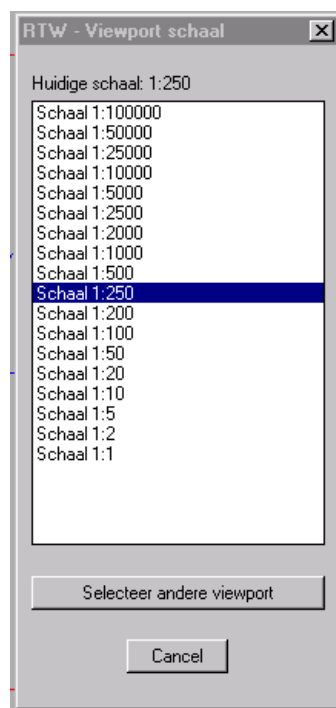 RTW - Viewport schaal
Huidige schaal: 1:250
Schaal 1:100000
Schaal 1:50000
Schaal 1:25000
Schaal 1:10000
Schaal 1:5000
Schaal 1:2500
Schaal 1:2000
Schaal 1:1000
Schaal 1:500
Schaal 1:250
Schaal 1:200
Schaal 1:100
Schaal 1:50
Schaal 1:20
Schaal 1:10
Schaal 1:5
Schaal 1:2
Schaal 1:1
Selecteer andere viewport
Cancel